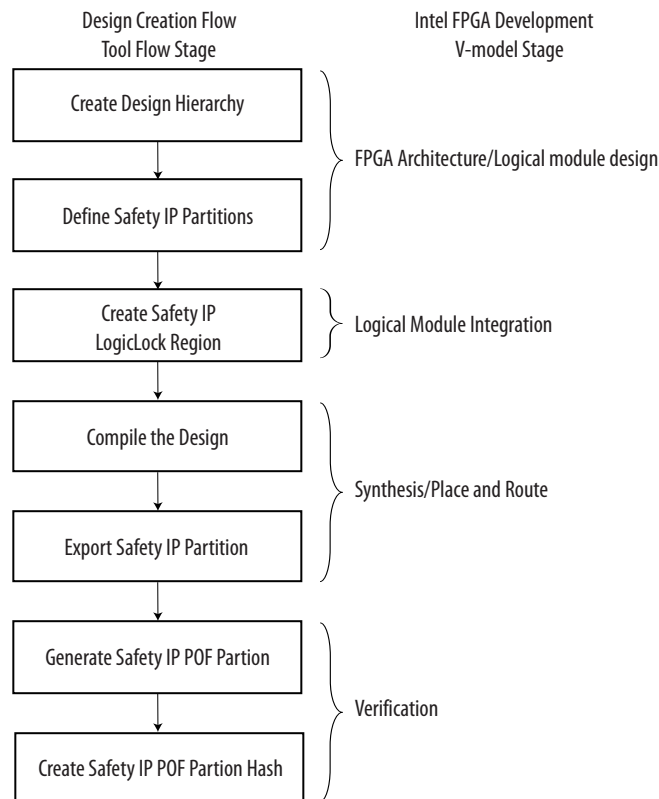 Design Creation Flow
Tool Flow Stage
Intel FPGA Development
V-model Stage
Create Design Hierarchy
FPGA Architecture/Logical module design
Define Safety IP Partitions
Create Safety IP
LogicLock Region
Logical Module Integration
Compile the Design
Synthesis/Place and Route
Export Safety IP Partition
Generate Safety IP POF Partion
Verification
Create Safety IP POF Partion Hash